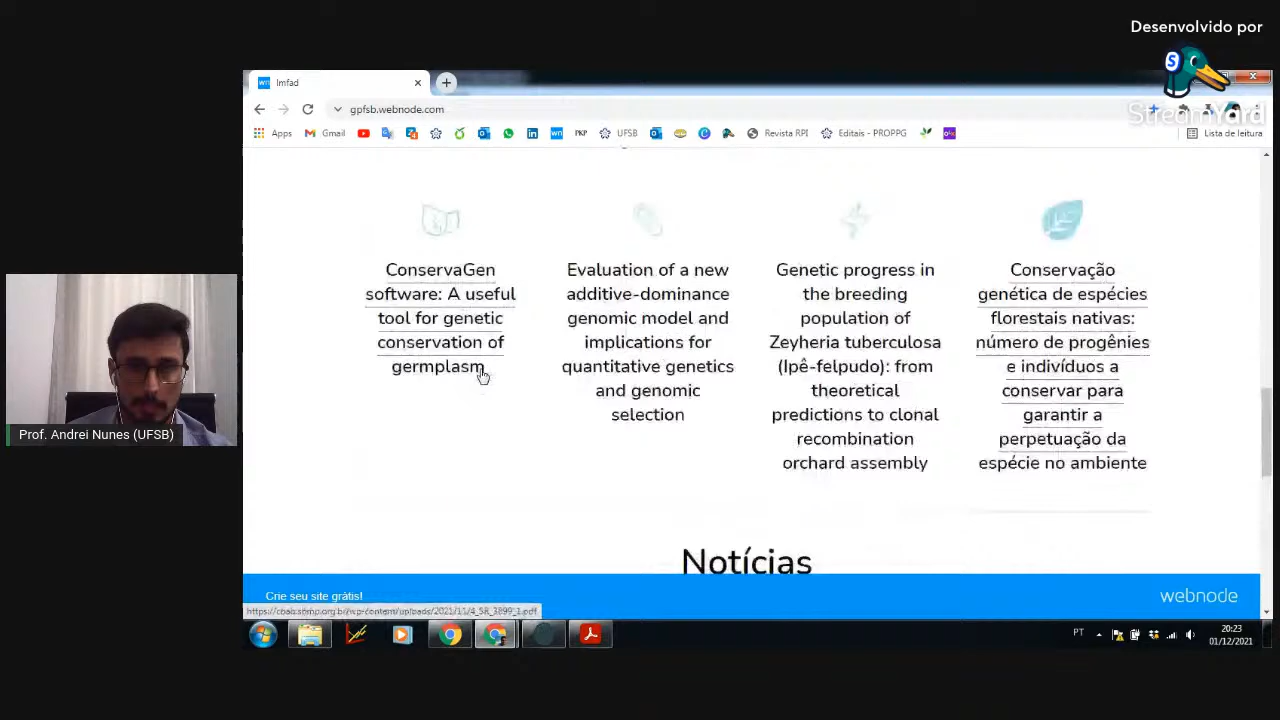 Desenvolvido por
StreamYard
lmfad
gpfsb.webnode.com
Apps
Gmail
PKP
UFSB
Revista RPI
Editais - PROPPG
Lista de leitura
ConservaGen
software: A useful
tool for genetic
conservation of
germplasm
Evaluation of a new
additive-dominance
genomic model and
implications for
quantitative genetics
and genomic
selection
Genetic progress in
the breeding
population of
Zeyheria tuberculosa
(Ipê-felpudo): from
theoretical
predictions to clonal
recombination
orchard assembly
Conservação
genética de espécies
florestais nativas:
número de progênies
e indivíduos a
conservar para
garantir a
perpetuação da
espécie no ambiente
Prof. Andrei Nunes (UFSB)
Notícias
Crie seu site grátis!
webnode
PT
20:23
01/12/2021